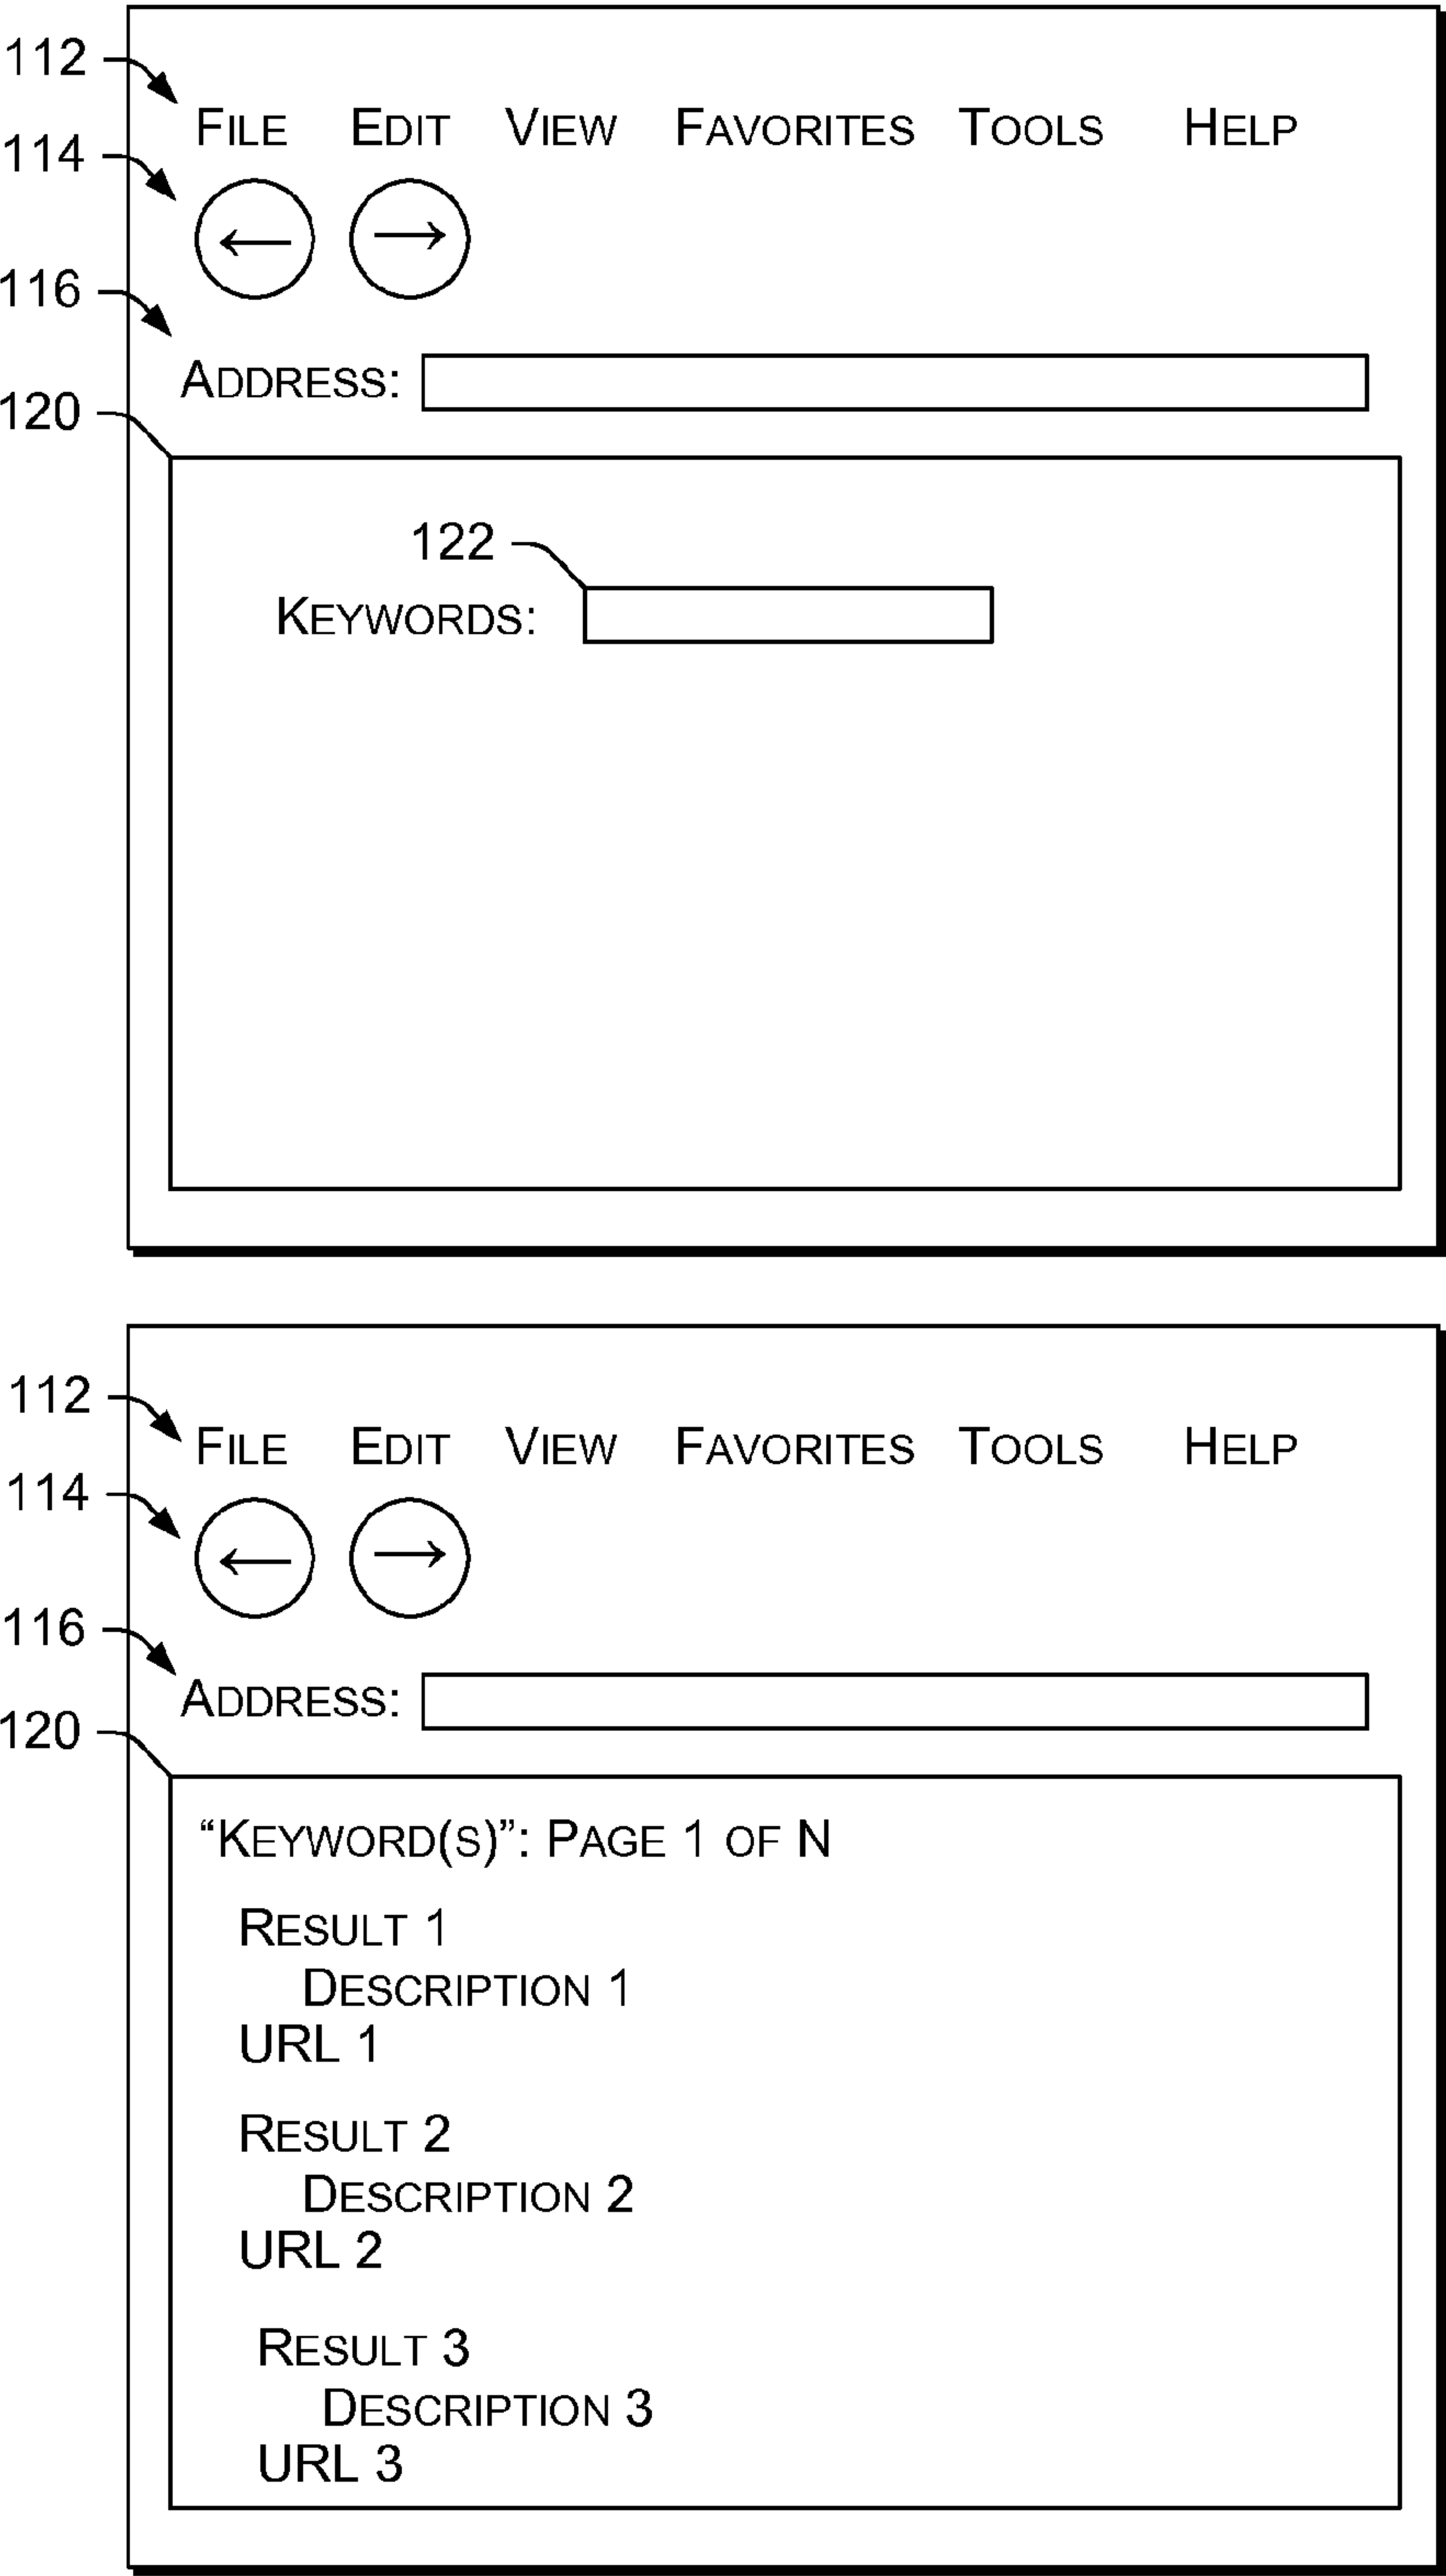 112
FILE EDIT VIEW FAVORITES TOOLS HELP
114
116
ADDRESS:
120
122
KEYWORDS:
112
FILE EDIT VIEW FAVORITES TOOLS HELP
114
116
ADDRESS:
120
“KEYWORD(S)”: PAGE 1 OF N
RESULT 1
DESCRIPTION 1
URL 1
RESULT 2
DESCRIPTION 2
URL 2
RESULT 3
DESCRIPTION 3
URL 3